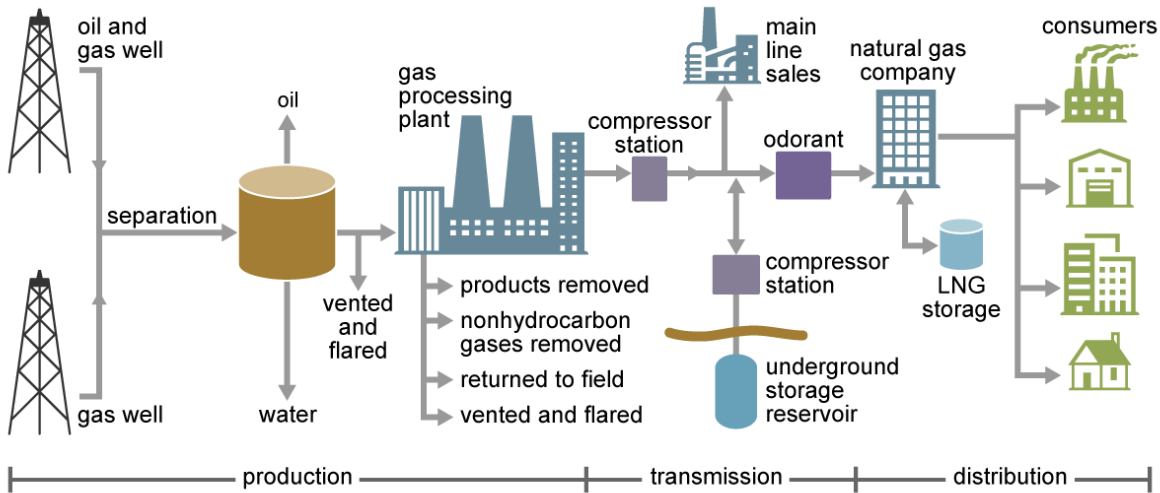 oil and
gas well
oil
separation
gas well
water
vented
and
flared
gas
processing
plant
products removed
nonhydrocarbon
gases removed
returned to field
vented and flared
compressor
station
main
line
sales
odorant
compressor
station
underground
storage
reservoir
natural gas
company
LNG
storage
consumers
production
transmission
distribution